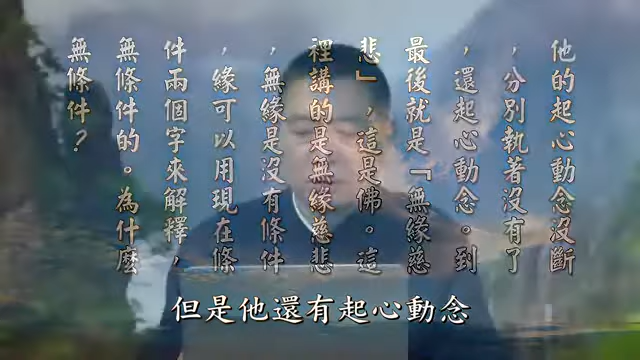 他的起心動念沒斷
，分別執著沒有了
，還起心動念。到
最後就是「無緣慈
悲」，這是佛。這
裡講的是無緣慈悲
，無緣是沒有條件
，緣可以用現在條
件兩個字來解釋，
無條件的。為什麼
無條件？
但是他還有起心動念